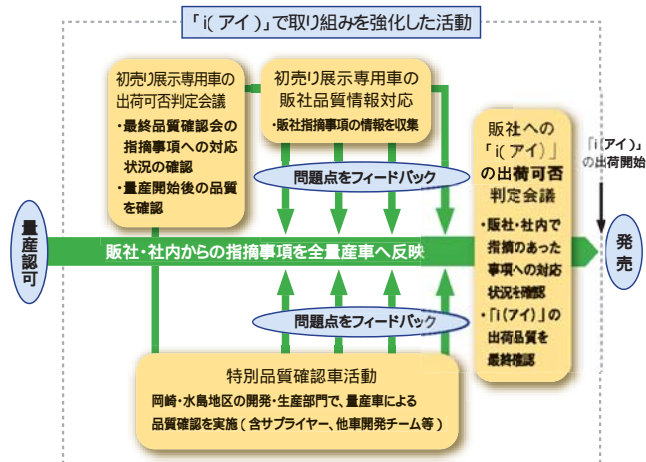 「i(アイ)」で取り組みを強化した活動
初売り展示専用車の
出荷可否判定会議
・最終品質確認会の
指摘事項への対応
状況の確認
・量産開始後の品質
を確認
初売り展示専用車の
販社品質情報対応
・販社指摘事項の情報を収集
問題点をフィードバック
販社への
「i(アイ)」
の出荷可否
判定会議
・販社・社内で
指摘のあった
事項への対応
状況を確認
・「i(アイ)」の
出荷品質を
最終確認
「i(アイ)」
の出荷開始
量産認可
販社・社内からの指摘事項を全量産車へ反映
発売
問題点をフィードバック
特別品質確認車活動
岡崎・水島地区の開発・生産部門で、量産車による
品質確認を実施(含サプライヤー、他車開発チーム等)